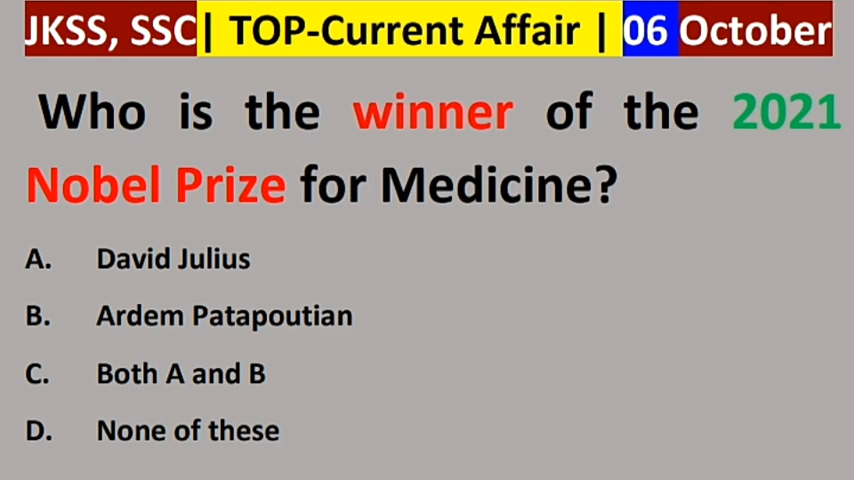 JKSS, SSC| TOP-Current Affair | 06 October
Who is the winner of the 2021
Nobel Prize for Medicine?
A. David Julius
B. Ardem Patapoutian
C. Both A and B
D. None of these